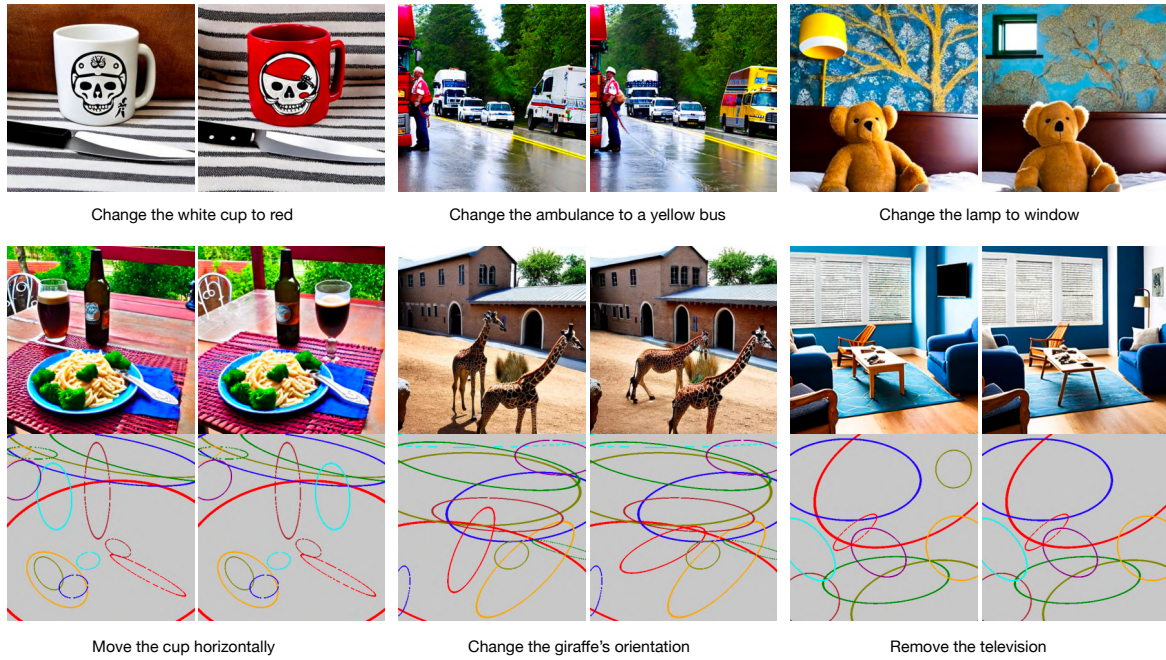 Change the white cup to red
Change the ambulance to a yellow bus
Change the lamp to window
Move the cup horizontally
Change the giraffe's orientation
Remove the television